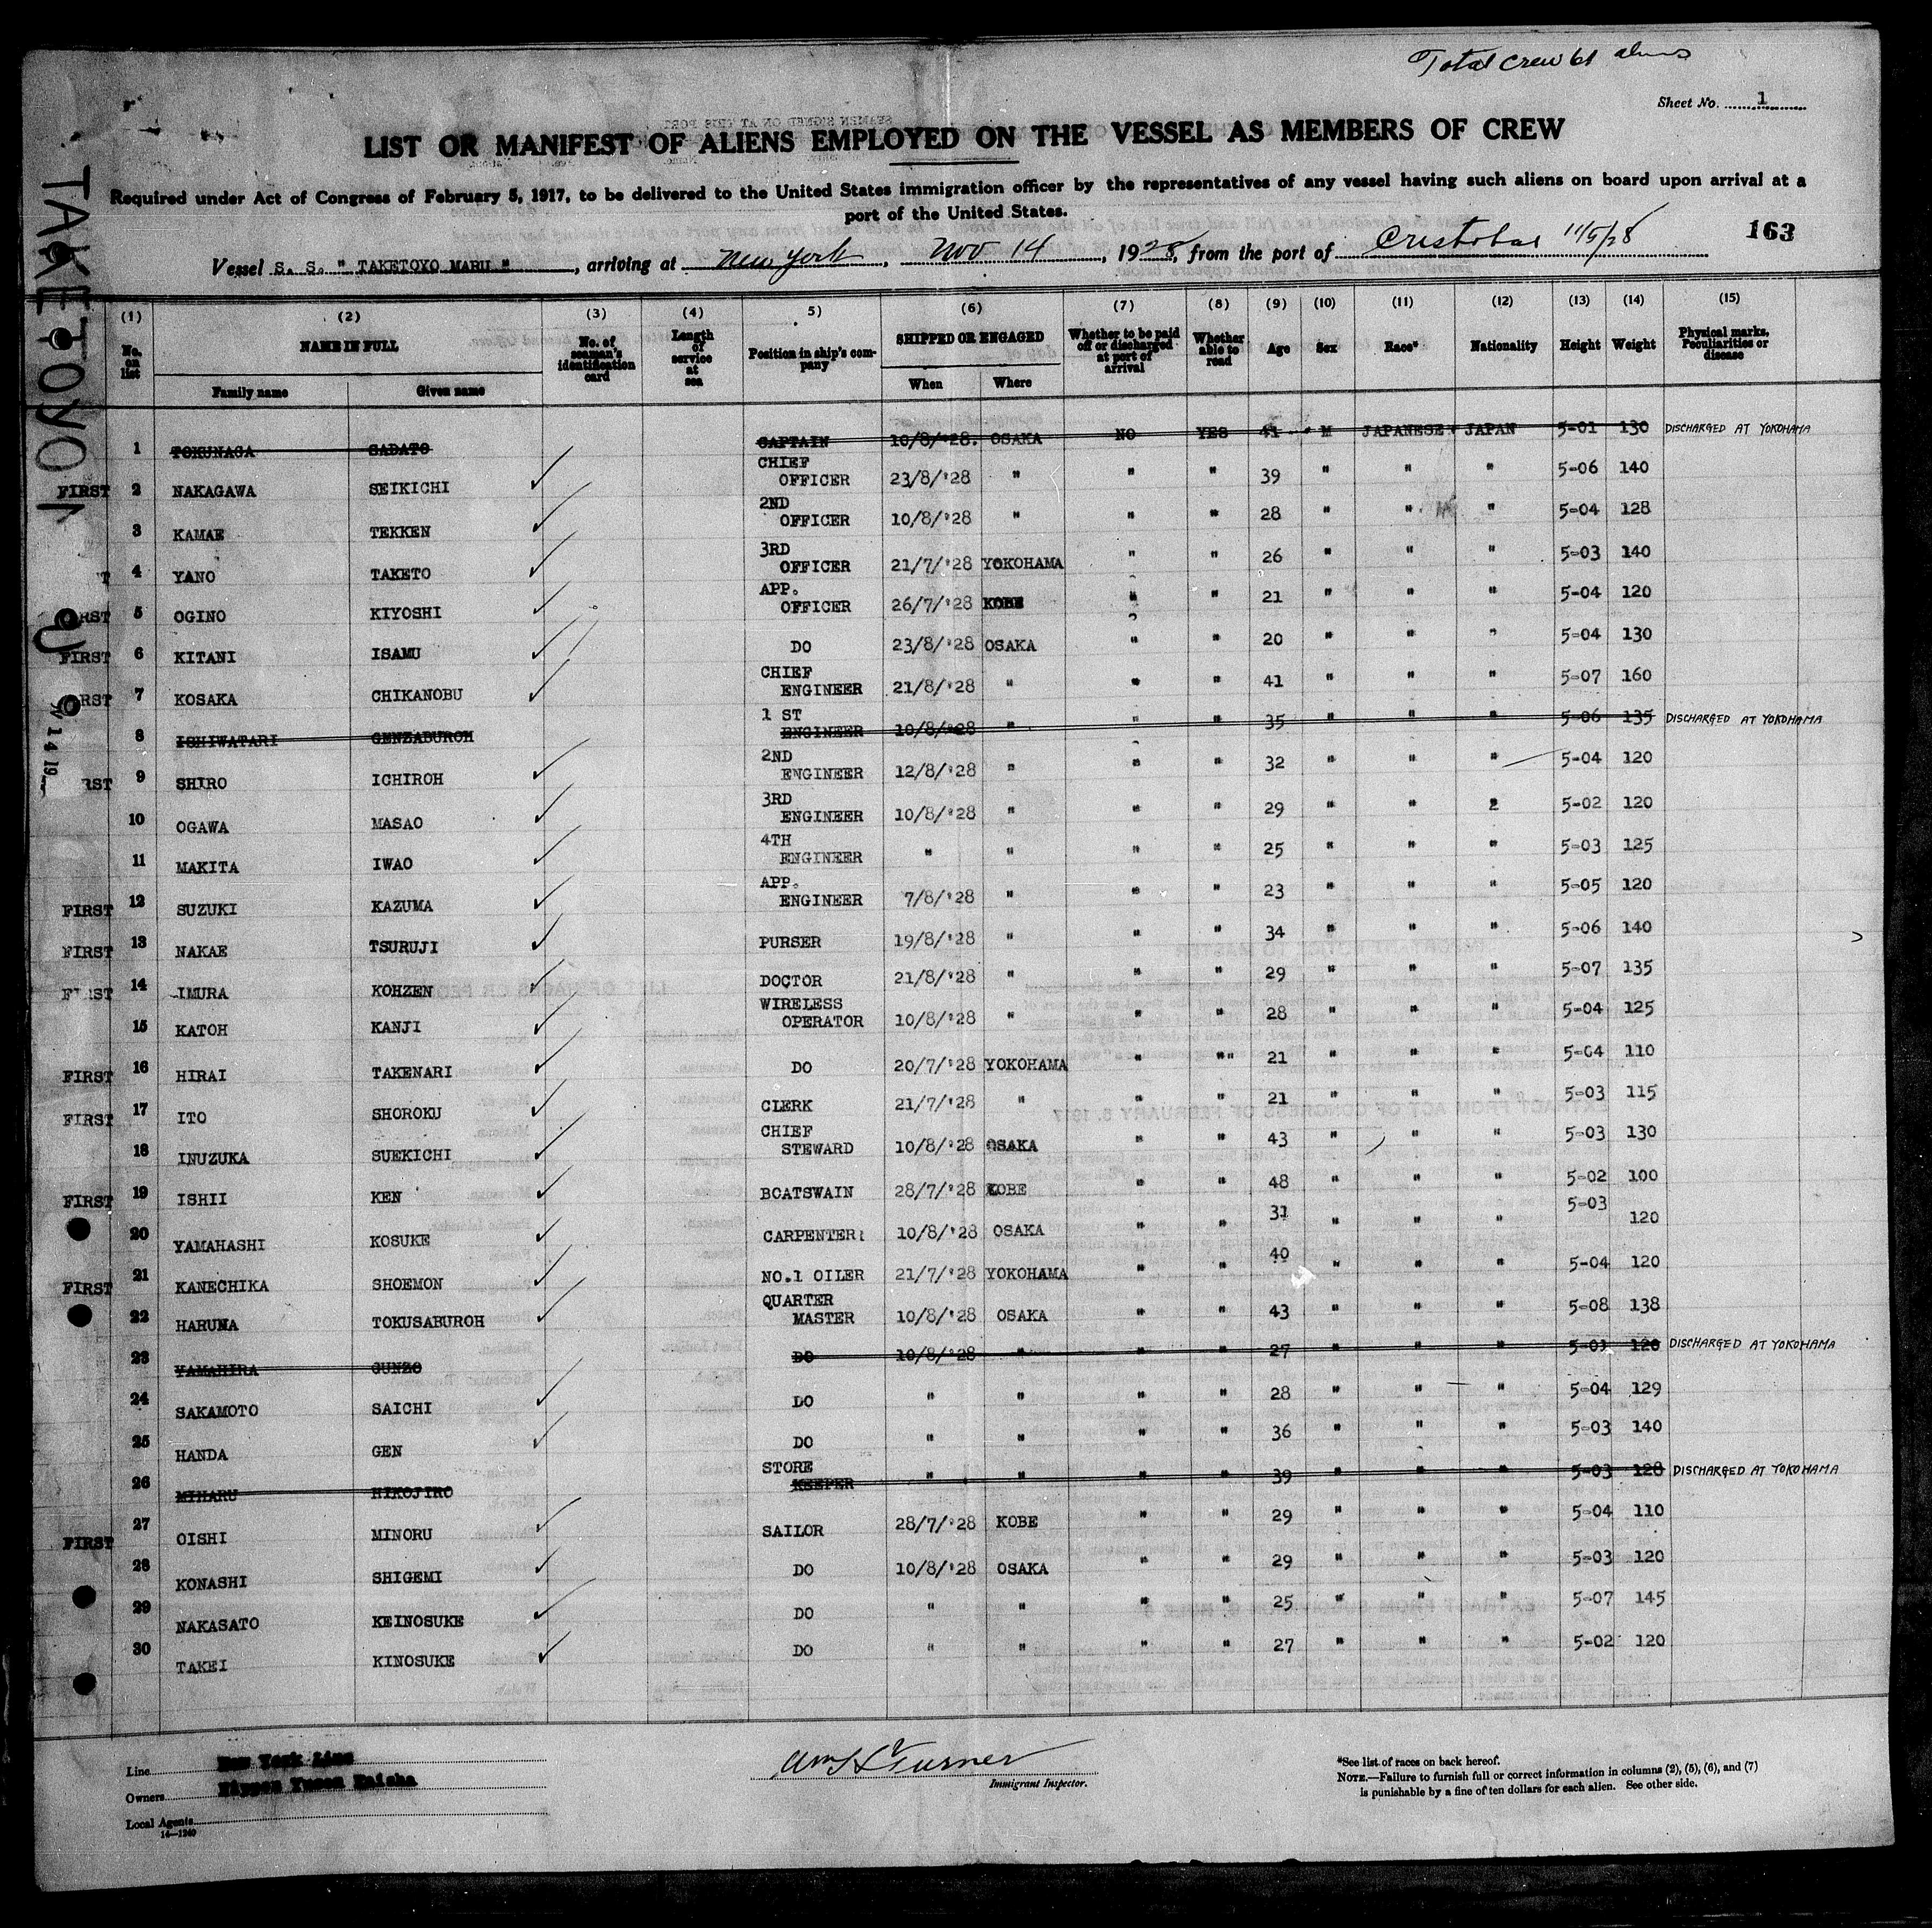 Total Crew 61 aliens
Sheet No. 1
LIST OR MANIFEST OF ALIENS EMPLOYED ON THE VESSEL AS MEMBERS OF CREW
Required under Act of Congress of February 5, 1917, to be delivered to the United States immigration officer by the representatives of any vessel having such aliens on board upon arrival at a
port of the United States.
163
Vessel S. S. " TAKETOYO MARU ", arriving at New York, Nov 14, 1928, from the port of Cristobal 11/5/28
(1) (2) (3) (4) 5) (6) (7) (8) (9) (10) (11) (12) (13) (14) (15)
No. on list NAME IN FULL No. of seaman's identification card Length of service at sea Position in ship's company SHIPPED OR ENGAGED Whether to be paid off or discharged at port of arrival Whether able to read Age Sex Race* Nationality Height Weight Physical marks, Peculiarities or disease
Family name Given name When Where
1 TOKUNAGA SADATO CAPTAIN 10/8/'28. OSAKA NO YES 41 M JAPANESE JAPAN 5-01 130 DISCHARGED AT YOKOHAMA
FIRST 2 NAKAGAWA SEIKICHI CHIEF OFFICER 23/8/'28 " " " 39 " " " 5-06 140
3 KAMAE TEKKEN 2ND OFFICER 10/8/'28 " " " 28 " " " 5-04 128
T 4 YANO TAKETO 3RD OFFICER 21/7/'28 YOKOHAMA " " 26 " " " 5-03 140
RST 5 OGINO KIYOSHI APP. OFFICER 26/7/'28 KOBE " " 21 " " " 5-04 120
FIRST 6 KITANI ISAMU DO 23/8/'28 OSAKA " " 20 " " " 5-04 130
RST 7 KOSAKA CHIKANOBU CHIEF ENGINEER 21/8/'28 " " " 41 " " " 5-07 160
8 ISHIWATARI GENZABUROH 1 ST ENGINEER 10/8/'28 " " " 35 " " " 5-06 135 DISCHARGED AT YOKOHAMA
RST 9 SHIRO ICHIROH 2ND ENGINEER 12/8/'28 " " " 32 " " " 5-04 120
10 OGAWA MASAO 3RD ENGINEER 10/8/'28 " " " 29 " " 2 5-02 120
11 MAKITA IWAO 4TH ENGINEER " " " " 25 " " " 5-03 125
FIRST 12 SUZUKI KAZUMA APP. ENGINEER 7/8/'28 " " " 23 " " " 5-05 120
FIRST 13 NAKAE TSURUJI PURSER 19/8/'28 " " " 34 " " " 5-06 140
FIRST 14 IMURA KOHZEN DOCTOR 21/8/'28 " " " 29 " " " 5-07 135
15 KATOH KANJI WIRELESS OPERATOR 10/8/'28 " " " 28 " " " 5-04 125
FIRST 16 HIRAI TAKENARI DO 20/7/'28 YOKOHAMA " "" 21 " " " 5-04 110
FIRST 17 ITO SHOROKU CLERK 21/7/'28 " " " 21 " " " 5-03 115
18 INUZUKA SUEKICHI CHIEF STEWARD 10/8/'28 OSAKA " " 43 " " " 5-03 130
FIRST 19 ISHII KEN BOATSWAIN 28/7/'28 KOBE " " 48 " " " 5-02 100
20 YAMAHASHI KOSUKE CARPENTER 10/8/'28 OSAKA " " 31 " " " 5-03 120
FIRST 21 KANECHIKA SHOEMON NO.1 OILER 21/7/'28 YOKOHAMA " " 40 " " " 5-04 120
22 HARUNA TOKUSABUROH QUARTER MASTER 10/8/'28 OSAKA " " 43 " " " 5-08 138
23 YAMAHIRA GUNZO DO 10/8/'28 " " " 27 " " " 5-01 120 DISCHARGED AT YOKOHAMA
24 SAKAMOTO SAICHI DO " " " " 28 " " " 5-04 129
25 HANDA GEN DO " " " " 36 " " " 5-03 140
26 MIHARU HIKOJIRO STORE KEEPER " " " " 39 " " " 5-03 128 DISCHARGED AT YOKOHAMA
FIRST 27 OISHI MINORU SAILOR 28/7/'28 KOBE " " 29 " " " 5-04 110
28 KONASHI SHIGEMI DO 10/8/'28 OSAKA " " 29 " " " 5-03 120
29 NAKASATO KEINOSUKE DO " " " " 25 " " " 5-07 145
30 TAKEI KINOSUKE DO " " " " 27 " " " 5-02 120
Line New York Line
Owners Nippon Yusen Kaisha
Local Agents
14—1240
Turner
Immigrant Inspector.
*See list of races on back hereof.
NOTE.—Failure to furnish full or correct information in columns (2), (5), (6), and (7)
is punishable by a fine of ten dollars for each alien. See other side.